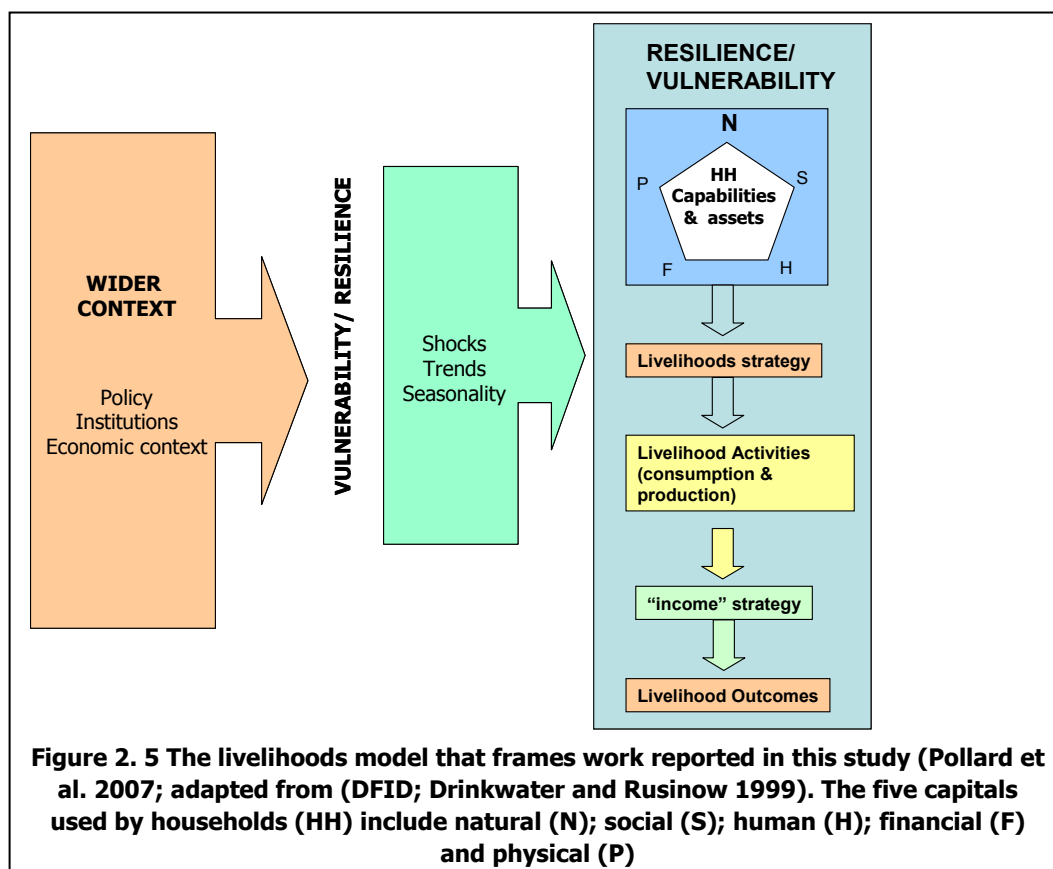 WIDER
CONTEXT
Policy
Institutions
Economic context
VULNERABILITY/ RESILIENCE
Shocks
Trends
Seasonality
RESILIENCE/
VULNERABILITY
N
P
S
HH
Capabilities
& assets
F
H
Livelihoods strategy
Livelihood Activities
(consumption &
production)
“income” strategy
Livelihood Outcomes
Figure 2. 5 The livelihoods model that frames work reported in this study (Pollard et
al. 2007; adapted from (DFID; Drinkwater and Rusinow 1999). The five capitals
used by households (HH) include natural (N); social (S); human (H); financial (F)
and physical (P)